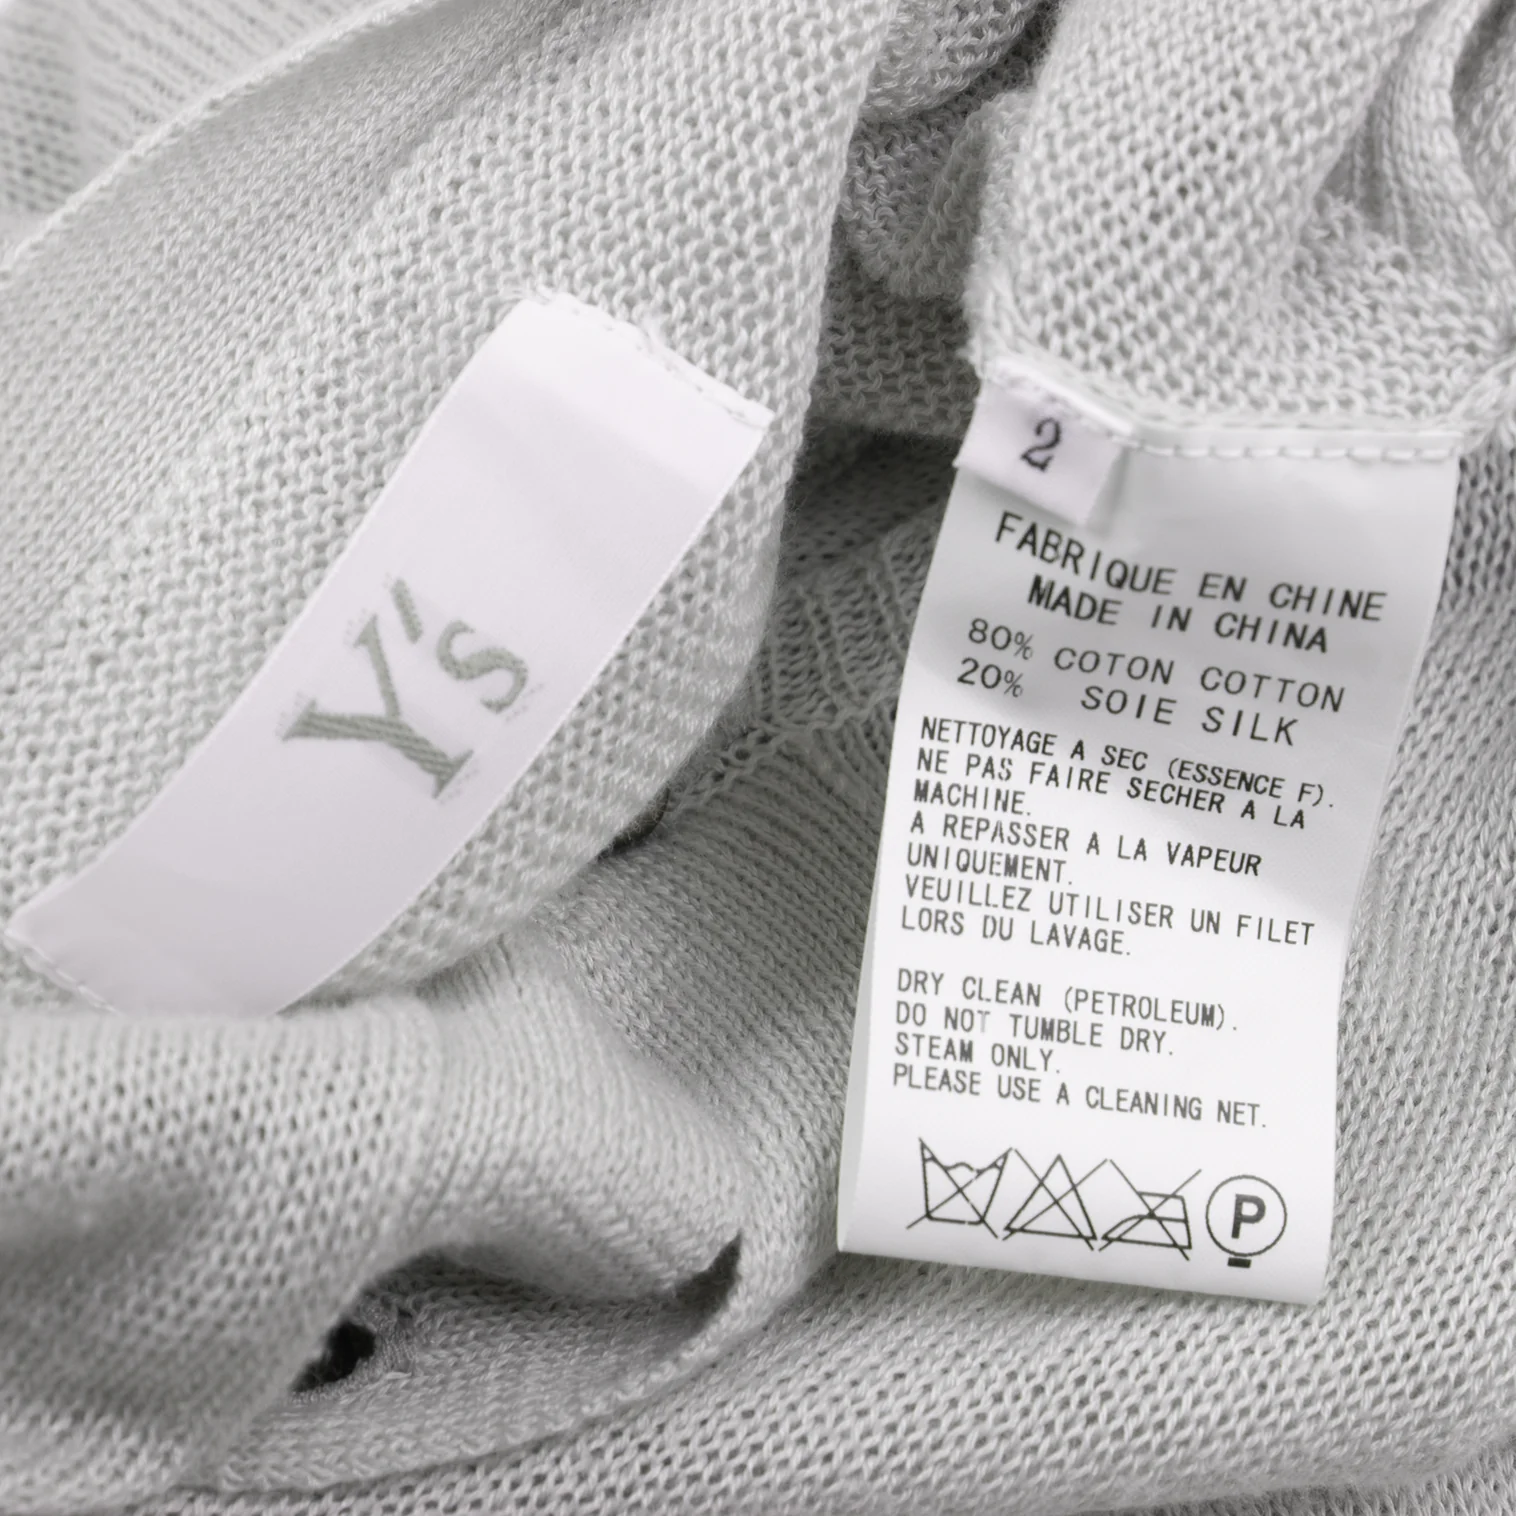 Y's
2
FABRIQUE EN CHINE
MADE IN CHINA
80% COTON COTTON
20% SOIE SILK
NETTOYAGE A SEC (ESSENCE F).
NE PAS FAIRE SECHER A LA
MACHINE.
A REPASSER A LA VAPEUR
UNIQUEMENT.
VEUILLEZ UTILISER UN FILET
LORS DU LAVAGE.
DRY CLEAN (PETROLEUM).
DO NOT TUMBLE DRY.
STEAM ONLY.
PLEASE USE A CLEANING NET.
P